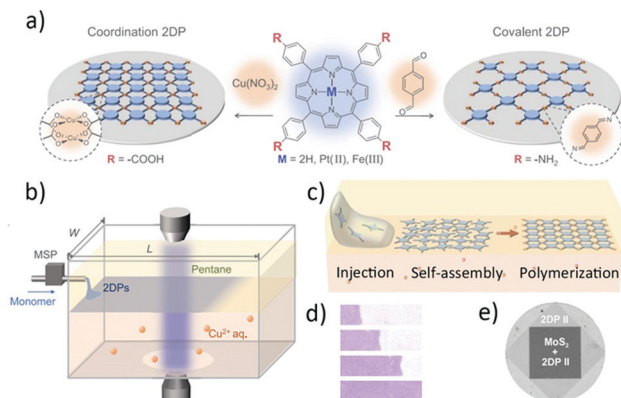 a)
Coordination 2DP
Covalent 2DP
R
R
Cu(NO₃)₂
M
N
N
N
N
R
R
R = -COOH
M = 2H, Pt(II), Fe(III)
R = -NH₂
b)
W
L
MSP
Pentane
2DPs
Monomer
Cu²⁺ aq.
c)
Injection
Self-assembly
Polymerization
d)
e)
2DP II
MoS₂
+
2DP II